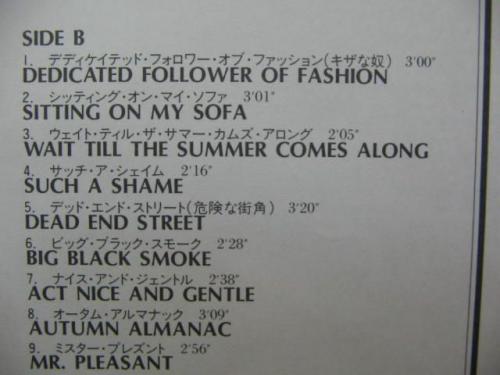 SIDE B
1. デディケイテッド・フォロワー・オブ・ファッション(キザな奴) 3'00"
DEDICATED FOLLOWER OF FASHION
2. シッティング・オン・マイ・ソファ 3'01"
SITTING ON MY SOFA
3. ウェイト・ティル・ザ・サマー・カムズ・アロング 2'05"
WAIT TILL THE SUMMER COMES ALONG
4. サッチ・ア・シェイム 2'16"
SUCH A SHAME
5. デッド・エンド・ストリート(危険な街角) 3'20"
DEAD END STREET
6. ビッグ・ブラック・スモーク 2'28"
BIG BLACK SMOKE
7. ナイス・アンド・ジェントル 2'38"
ACT NICE AND GENTLE
8. オータム・アルマナック 3'09"
AUTUMN ALMANAC
9. ミスター・プレズント 2'56"
MR. PLEASANT